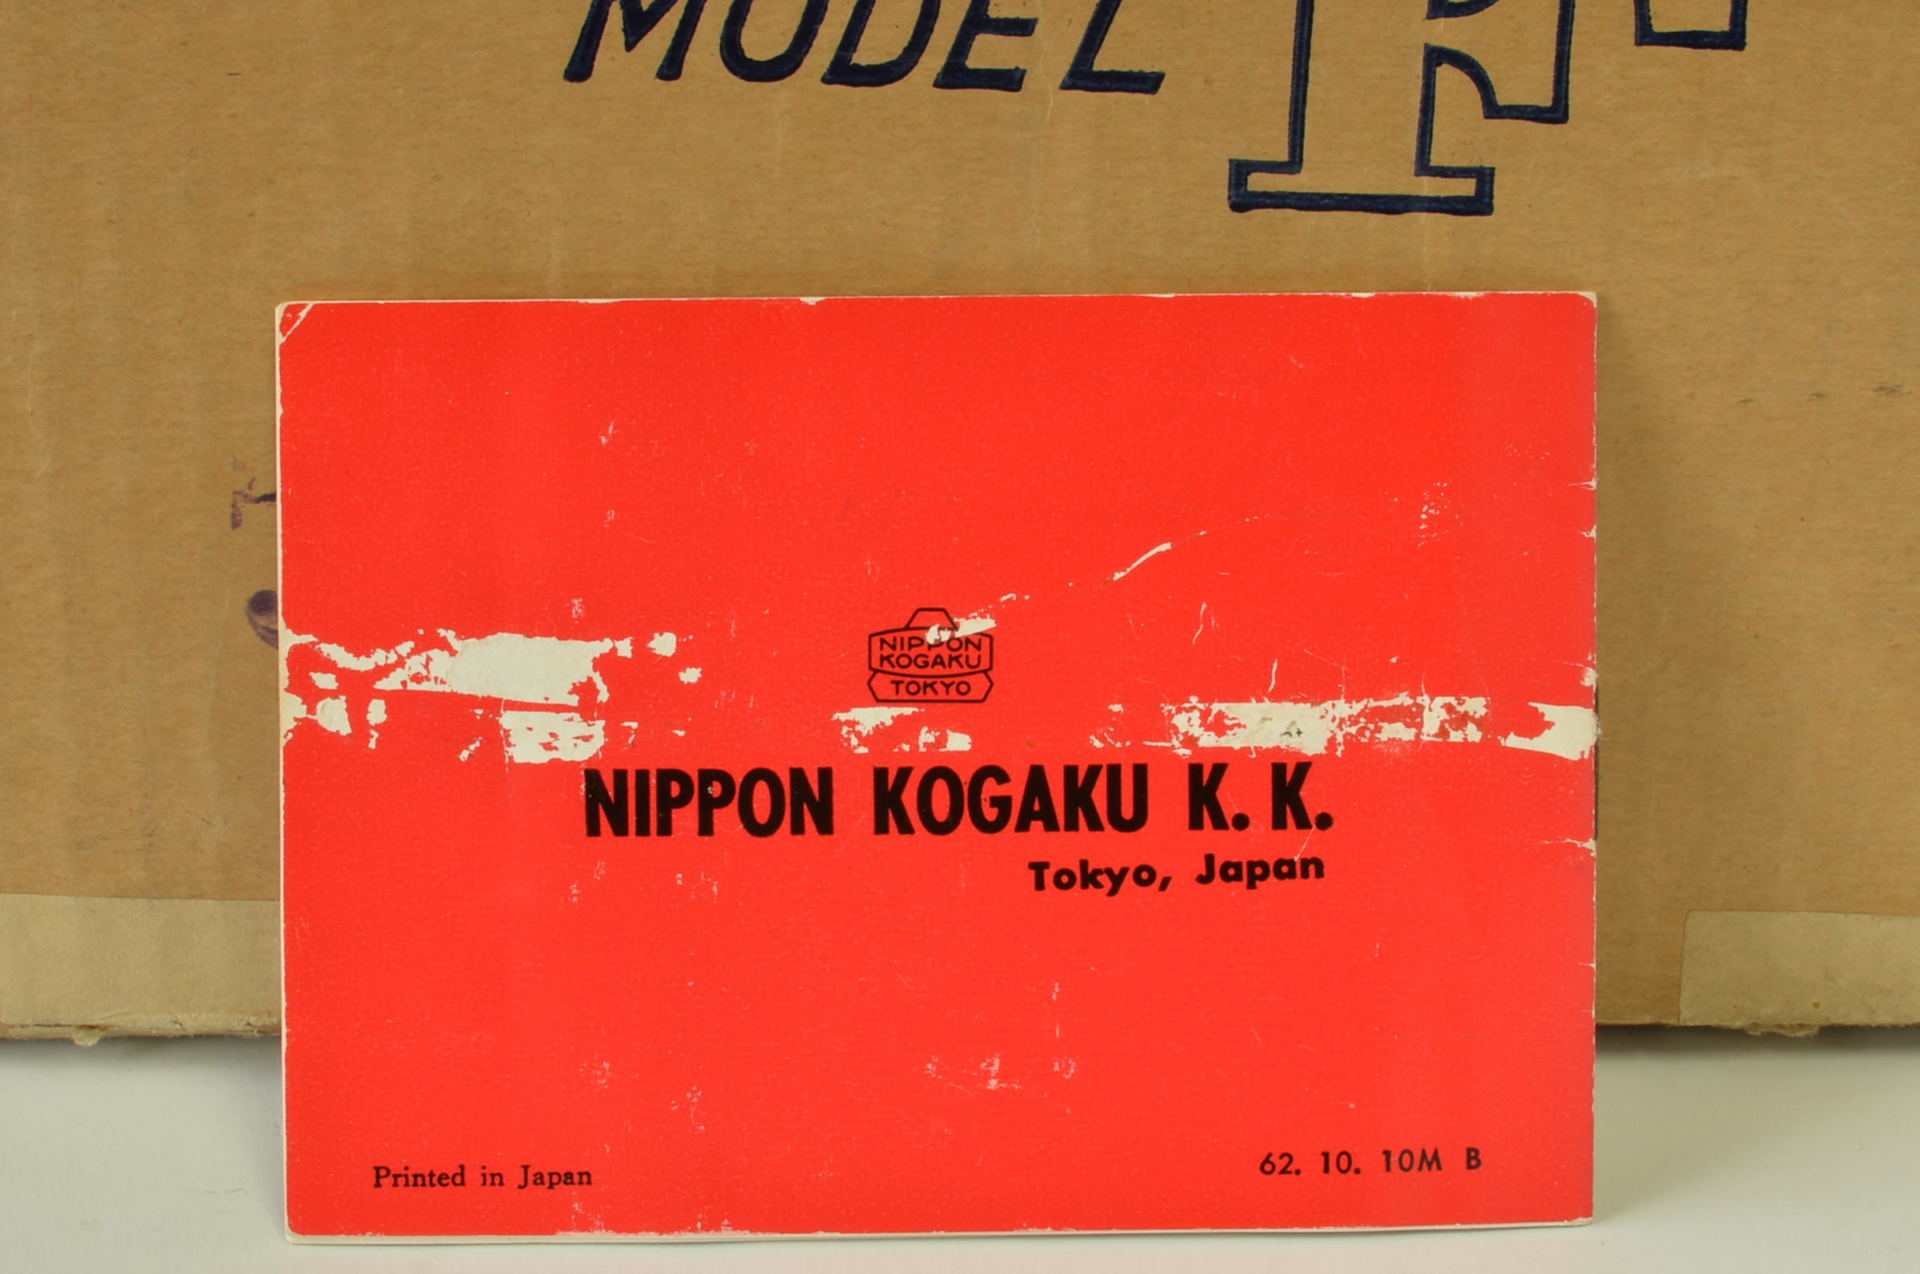 MODEL F
NIPPON
KOGAKU
TOKYO
NIPPON KOGAKU K. K.
Tokyo, Japan
Printed in Japan
62. 10. 10M B